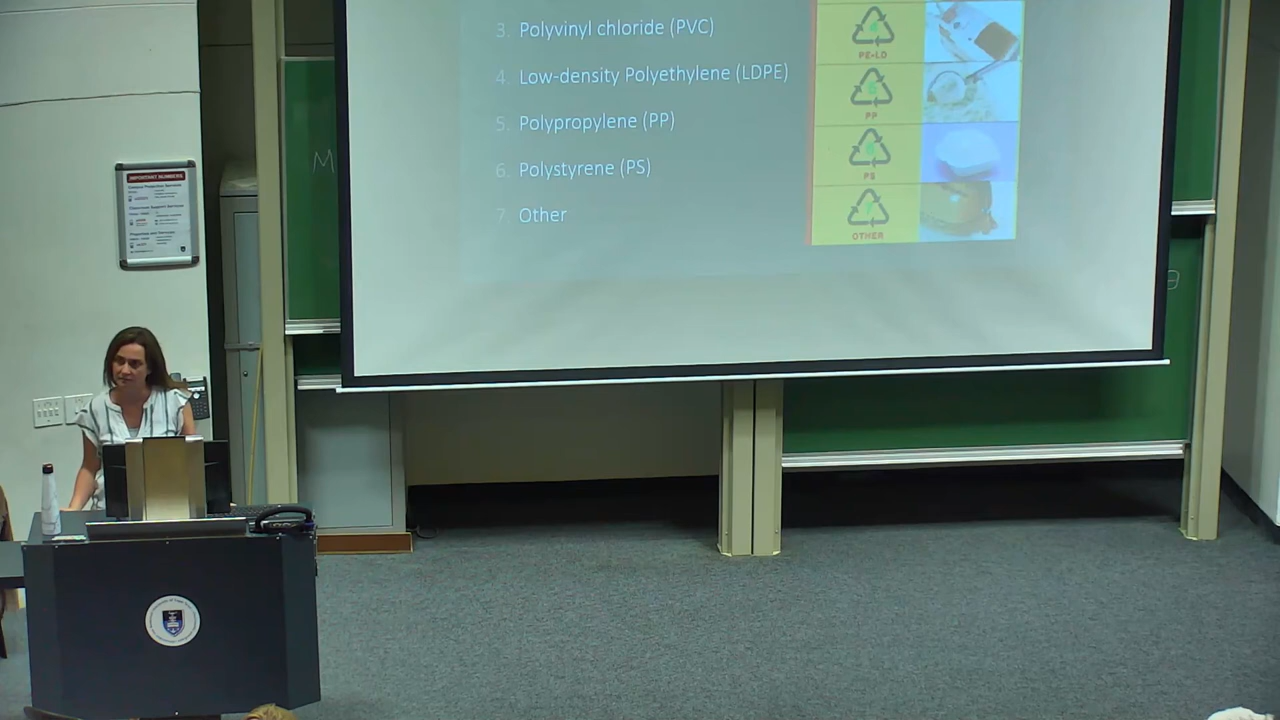 3. Polyvinyl chloride (PVC)
4. Low-density Polyethylene (LDPE)
5. Polypropylene (PP)
6. Polystyrene (PS)
7. Other
PE-LD
PP
PS
OTHER
M
IMPORTANT NUMBERS